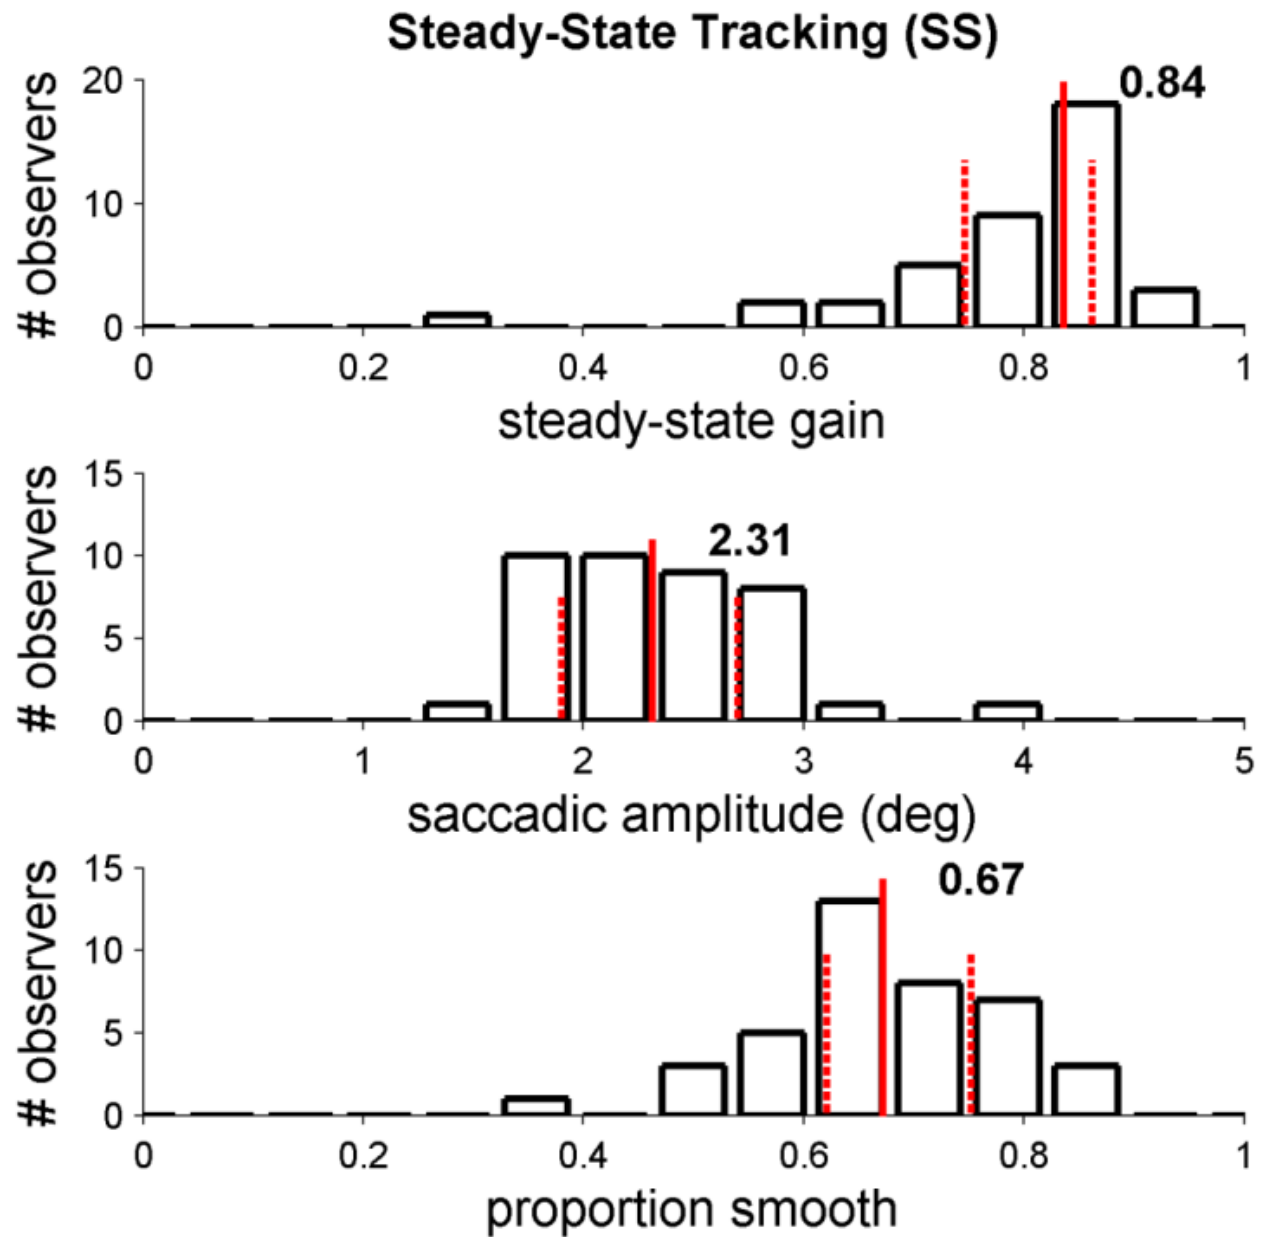 Steady-State Tracking (SS)
# observers
20
10
0
0.84
0 0.2 0.4 0.6 0.8 1
steady-state gain
# observers
15
10
5
0
2.31
0 1 2 3 4 5
saccadic amplitude (deg)
# observers
15
10
5
0
0.67
0 0.2 0.4 0.6 0.8 1
proportion smooth